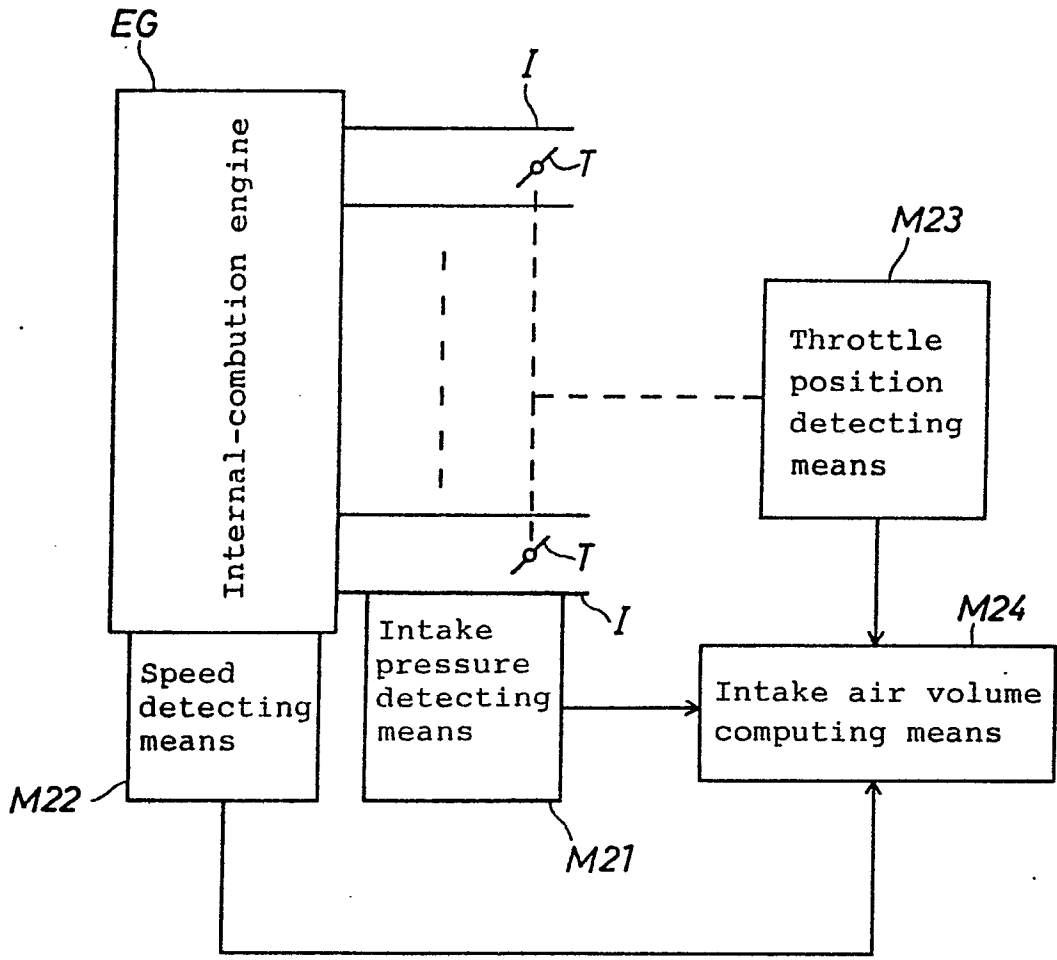 EG
I
T
Internal-combution engine
M23
Throttle
position
detecting
means
T
I
M24
Intake
pressure
detecting
means
Speed
detecting
means
Intake air volume
computing means
M22
M21